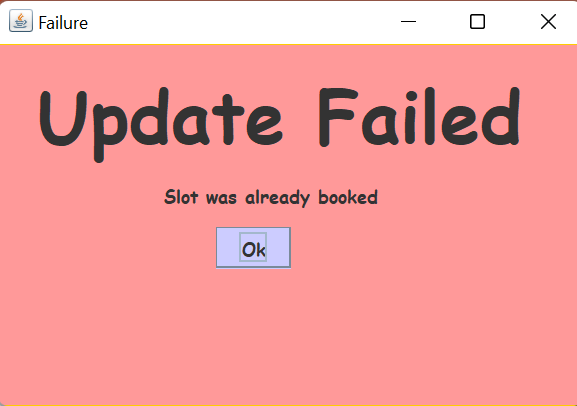 Failure
Update Failed
Slot was already booked
Ok